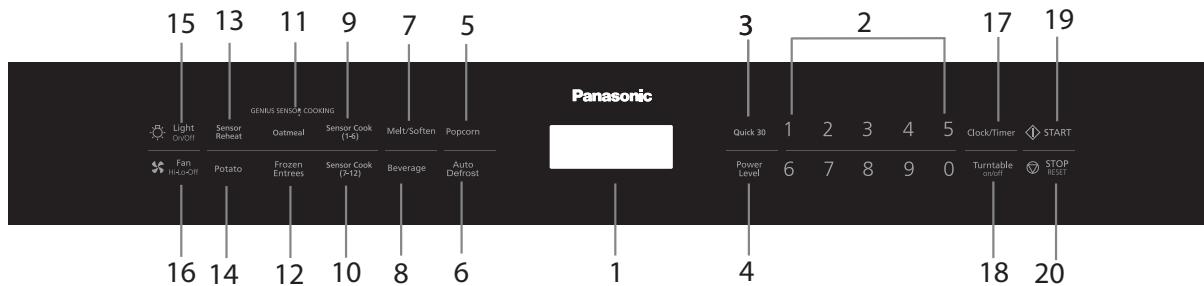 15 13 11 9 7 5 3 2 17 19
Panasonic
GENIUS SENSOR COOKING
Light
On/Off
Sensor
Reheat
Oatmeal
Sensor Cook
(1-6)
Melt/Soften
Popcorn
Quick 30
1 2 3 4 5
Clock/Timer
START
Fan
Hi-Lo-Off
Potato
Frozen
Entrees
Sensor Cook
(7-12)
Beverage
Auto
Defrost
Power
Level
6 7 8 9 0
Turntable
on/off
STOP
RESET
16 14 12 10 8 6 1 4 18 20